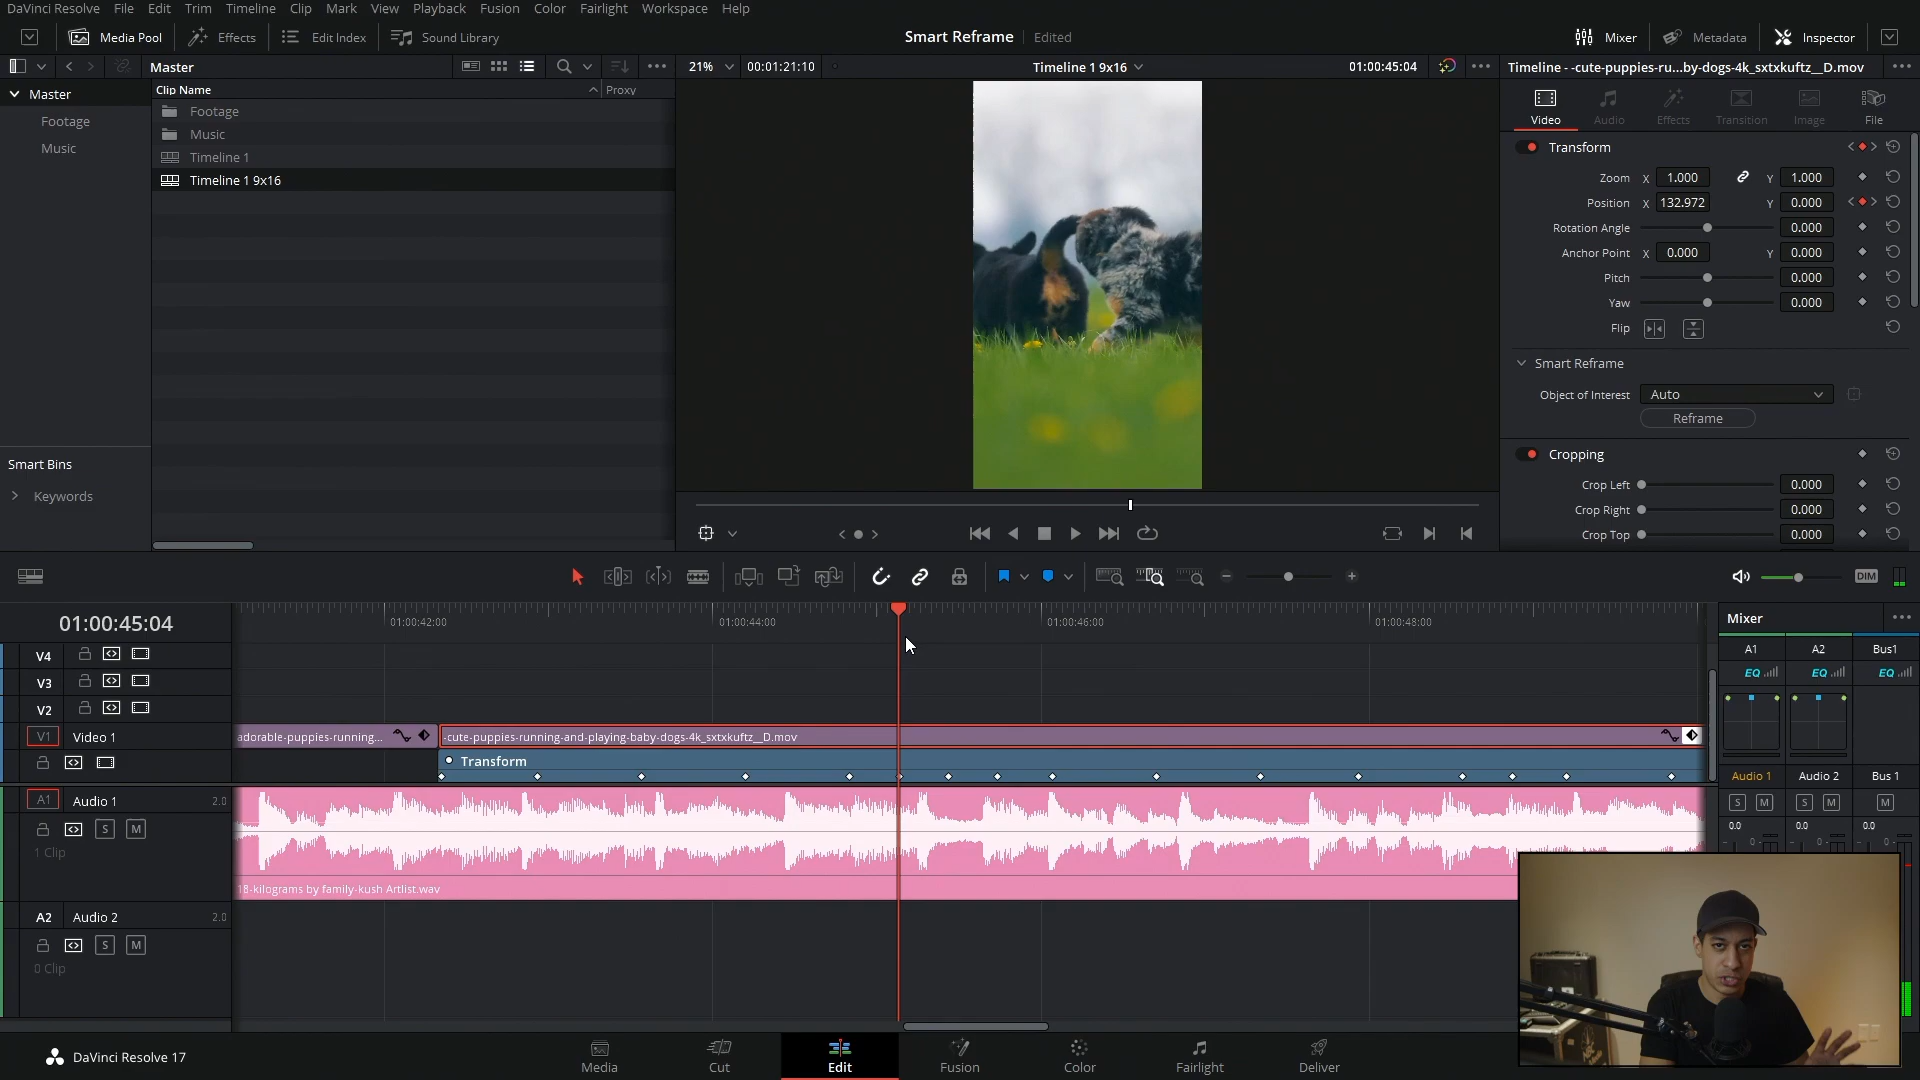 DaVinci Resolve File Edit Trim Timeline Clip Mark View Playback Fusion Color Fairlight Workspace Help
Media Pool Effects Edit Index Sound Library Smart Reframe Edited Mixer Metadata Inspector
Master 21% 00:01:21:10 Timeline 1 9x16 01:00:45:04 Timeline - -cute-puppies-ru...by-dogs-4k_sxtxkuftz__D.mov
Master
Footage
Music
Clip Name Proxy
Footage
Music
Timeline 1
Timeline 1 9x16
Smart Bins
Keywords
Video Audio Effects Transition Image File
Transform
Zoom X 1.000 Y 1.000
Position X 132.972 Y 0.000
Rotation Angle 0.000
Anchor Point X 0.000 Y 0.000
Pitch 0.000
Yaw 0.000
Flip
Smart Reframe
Object of Interest Auto
Reframe
Cropping
Crop Left 0.000
Crop Right 0.000
Crop Top 0.000
DIM
01:00:45:04 01:00:42:00 01:00:44:00 01:00:46:00 01:00:48:00
V4
V3
V2
V1 Video 1 adorable-puppies-running... -cute-puppies-running-and-playing-baby-dogs-4k_sxtxkuftz__D.mov
Transform
A1 Audio 1 2.0
S M
1 Clip
18-kilograms by family-kush Artlist.wav
A2 Audio 2 2.0
S M
0 Clip
Mixer
A1 A2 Bus1
EQ EQ EQ
Audio 1 Audio 2 Bus 1
S M S M M
0.0 0.0 0.0
0 0 0
DaVinci Resolve 17 Media Cut Edit Fusion Color Fairlight Deliver